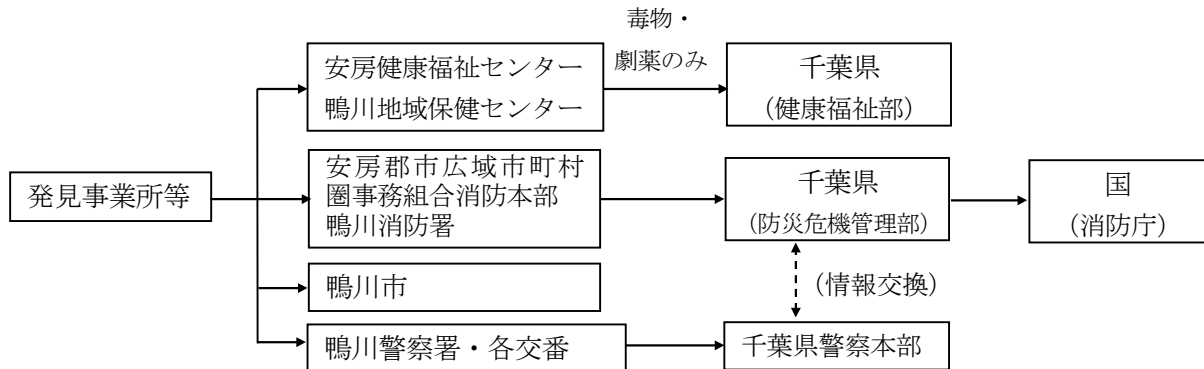 毒物・
劇薬のみ
安房健康福祉センター
鴨川地域保健センター
千葉県
（健康福祉部）
発見事業所等
安房郡市広域市町村
圏事務組合消防本部
鴨川消防署
千葉県
（防災危機管理部）
国
（消防庁）
鴨川市
（情報交換）
鴨川警察署・各交番
千葉県警察本部